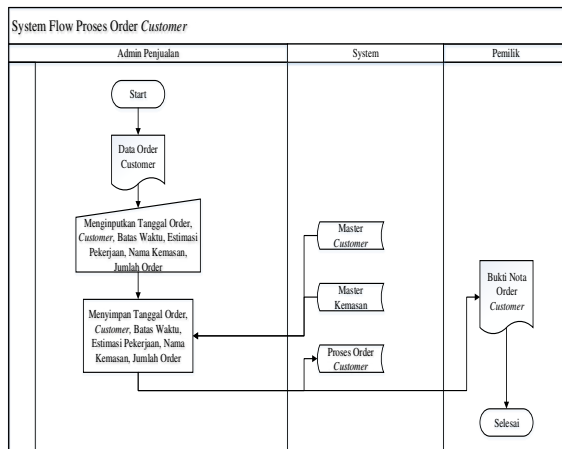 System Flow Proses Order Customer
Admin Penjualan
System
Pemilik
Start
Data Order
Customer
Menginputkan Tanggal Order,
Customer, Batas Waktu, Estimasi
Pekerjaan, Nama Kemasan,
Jumlah Order
Master
Customer
Master
Kemasan
Menyimpan Tanggal Order,
Customer, Batas Waktu,
Estimasi Pekerjaan, Nama
Kemasan, Jumlah Order
Proses Order
Customer
Bukti Nota
Order
Customer
Selesai